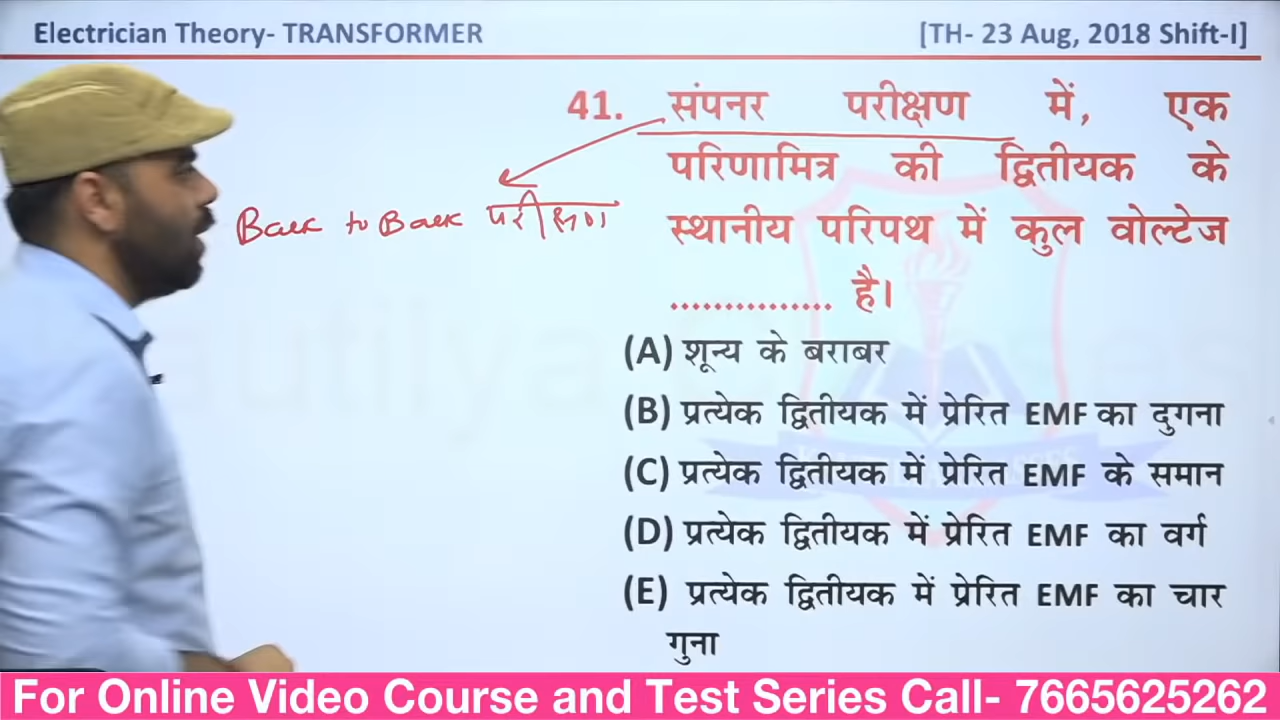 Electrician Theory- TRANSFORMER
[TH- 23 Aug, 2018 Shift-I]
41. संपनर परीक्षण में, एक
परिणामित्र की द्वितीयक के
स्थानीय परिपथ में कुल वोल्टेज
............... है।
Back to Back परीक्षण
(A) शून्य के बराबर
(B) प्रत्येक द्वितीयक में प्रेरित EMF का दुगना
(C) प्रत्येक द्वितीयक में प्रेरित EMF के समान
(D) प्रत्येक द्वितीयक में प्रेरित EMF का वर्ग
(E) प्रत्येक द्वितीयक में प्रेरित EMF का चार
गुना
For Online Video Course and Test Series Call- 7665625262